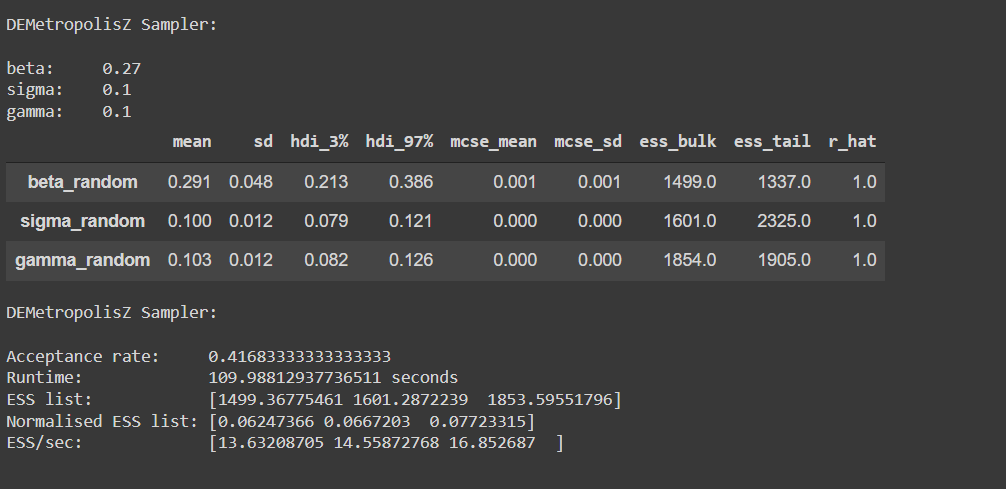 DEMetropolisZ Sampler:
beta: 0.27
sigma: 0.1
gamma: 0.1
mean sd hdi_3% hdi_97% mcse_mean mcse_sd ess_bulk ess_tail r_hat
beta_random 0.291 0.048 0.213 0.386 0.001 0.001 1499.0 1337.0 1.0
sigma_random 0.100 0.012 0.079 0.121 0.000 0.000 1601.0 2325.0 1.0
gamma_random 0.103 0.012 0.082 0.126 0.000 0.000 1854.0 1905.0 1.0
DEMetropolisZ Sampler:
Acceptance rate: 0.41683333333333333
Runtime: 109.98812937736511 seconds
ESS list: [1499.36775461 1601.2872239 1853.59551796]
Normalised ESS list: [0.06247366 0.0667203 0.07723315]
ESS/sec: [13.63208705 14.55872768 16.852687 ]